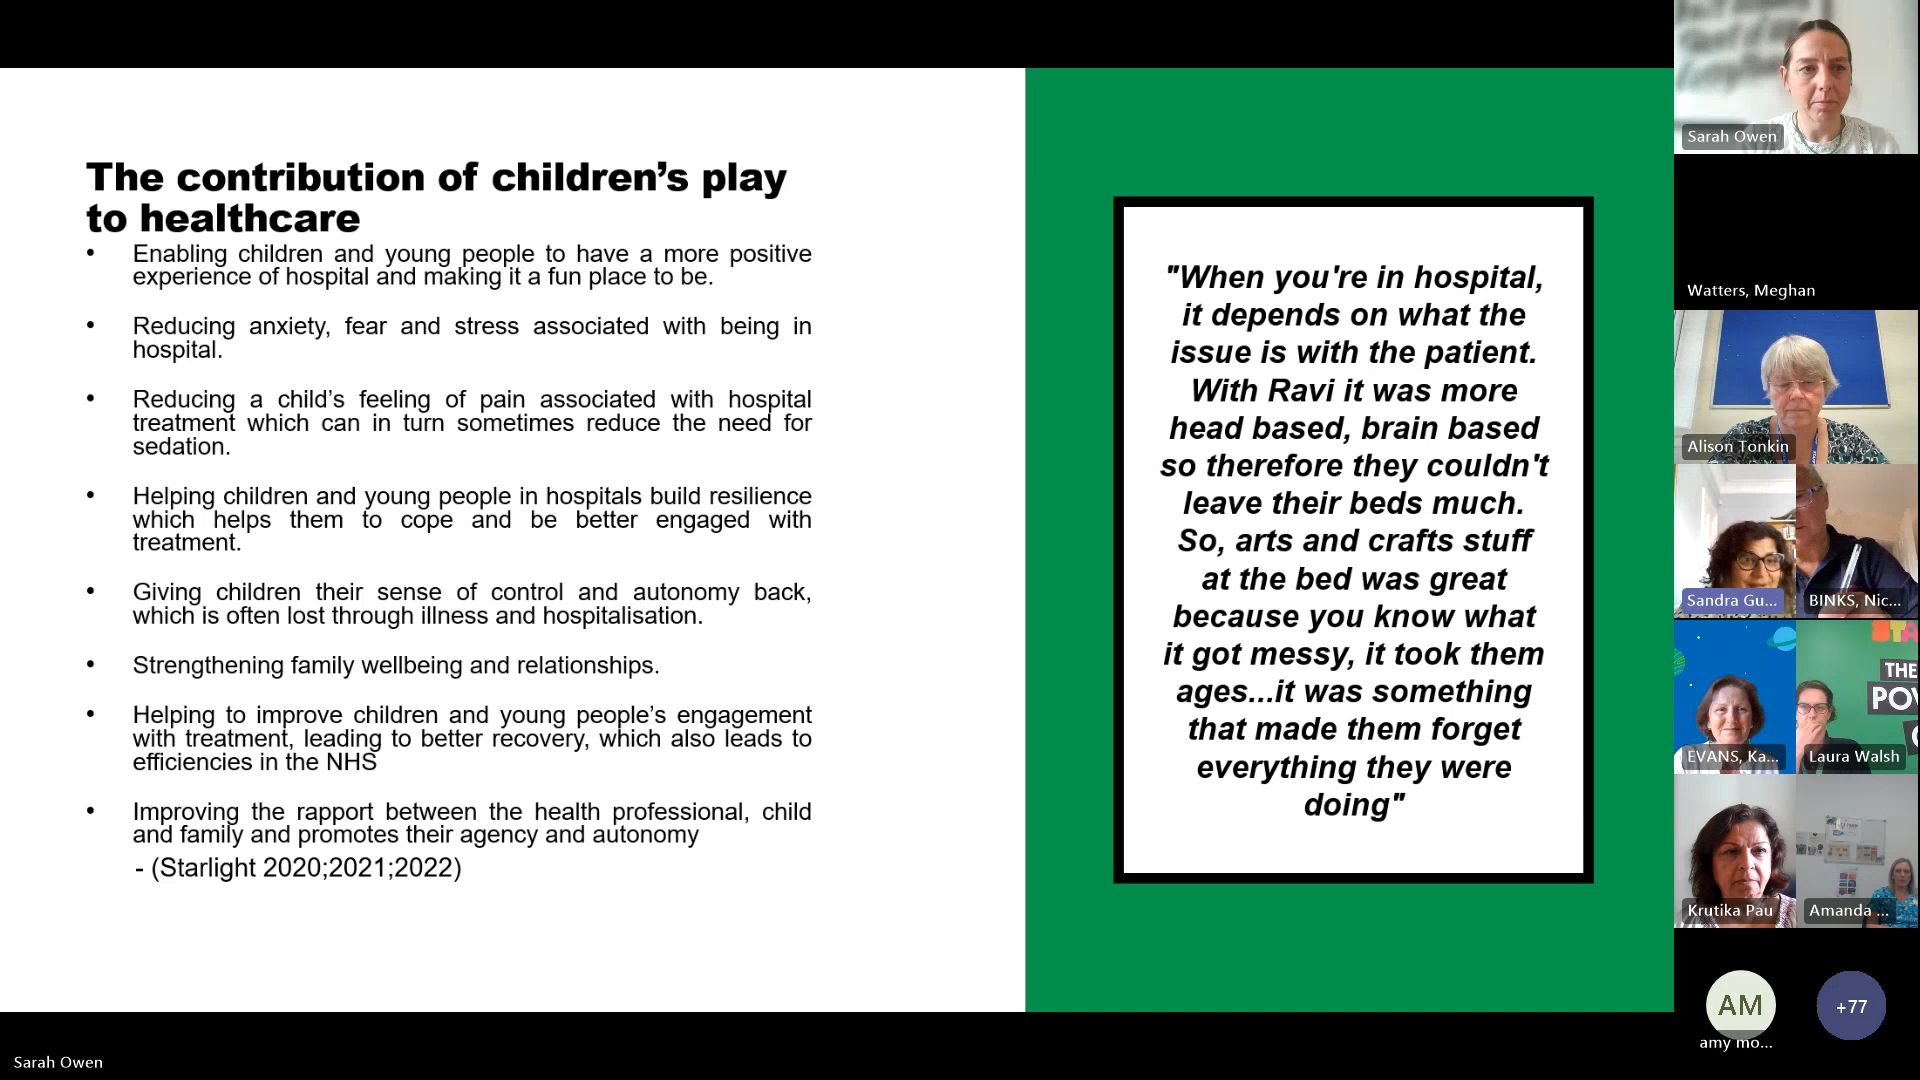 The contribution of children’s play
to healthcare
• Enabling children and young people to have a more positive
experience of hospital and making it a fun place to be.
• Reducing anxiety, fear and stress associated with being in
hospital.
• Reducing a child’s feeling of pain associated with hospital
treatment which can in turn sometimes reduce the need for
sedation.
• Helping children and young people in hospitals build resilience
which helps them to cope and be better engaged with
treatment.
• Giving children their sense of control and autonomy back,
which is often lost through illness and hospitalisation.
• Strengthening family wellbeing and relationships.
• Helping to improve children and young people’s engagement
with treatment, leading to better recovery, which also leads to
efficiencies in the NHS
• Improving the rapport between the health professional, child
and family and promotes their agency and autonomy
- (Starlight 2020;2021;2022)
"When you're in hospital,
it depends on what the
issue is with the patient.
With Ravi it was more
head based, brain based
so therefore they couldn't
leave their beds much.
So, arts and crafts stuff
at the bed was great
because you know what
it got messy, it took them
ages...it was something
that made them forget
everything they were
doing"
Sarah Owen
Watters, Meghan
Alison Tonkin
Sandra Gu...
BINKS, Nic...
STA
THE
POV
EVANS, Ka...
Laura Walsh
Krutika Pau
Amanda ...
AM
+77
amy mo...
Sarah Owen